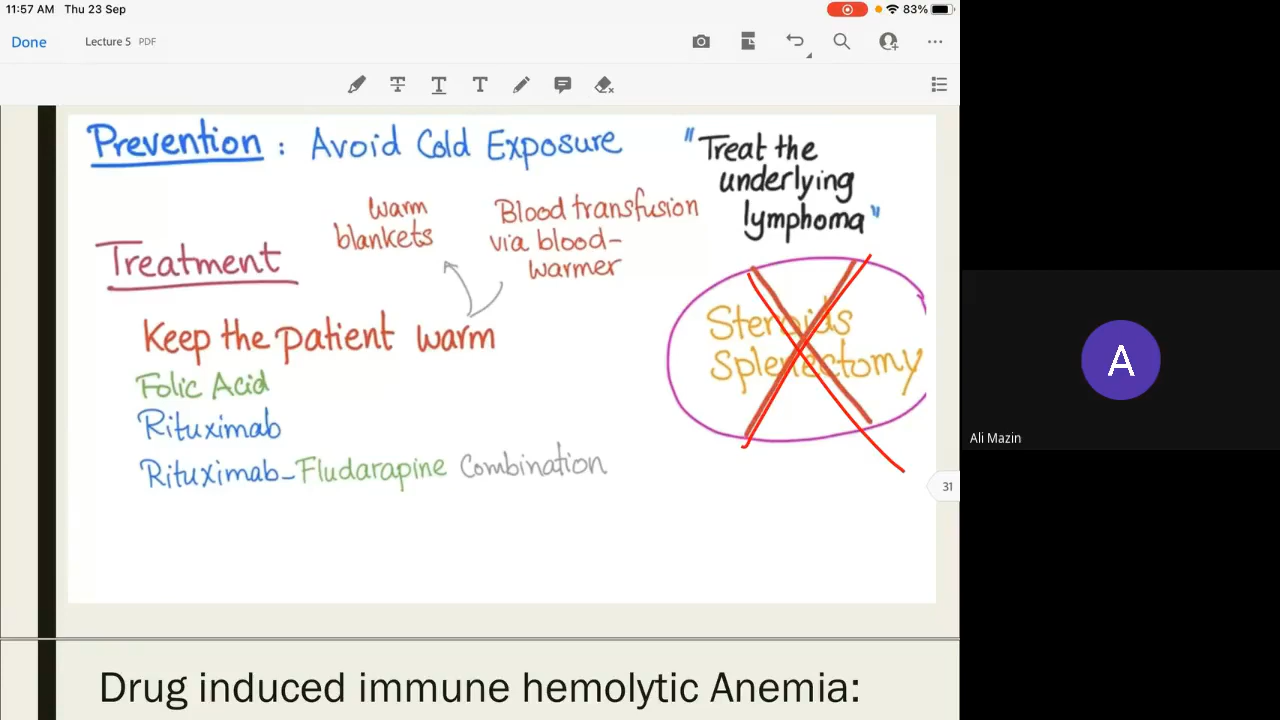 11:57 AM Thu 23 Sep
83%
Done
Lecture 5 PDF
T T T
Prevention : Avoid Cold Exposure
"Treat the
underlying
lymphoma"
warm
blankets
Blood transfusion
via blood-
warmer
Treatment
Keep the patient warm
Steroids
Splenectomy
Folic Acid
Rituximab
Rituximab-Fludarapine Combination
31
Drug induced immune hemolytic Anemia:
A
Ali Mazin